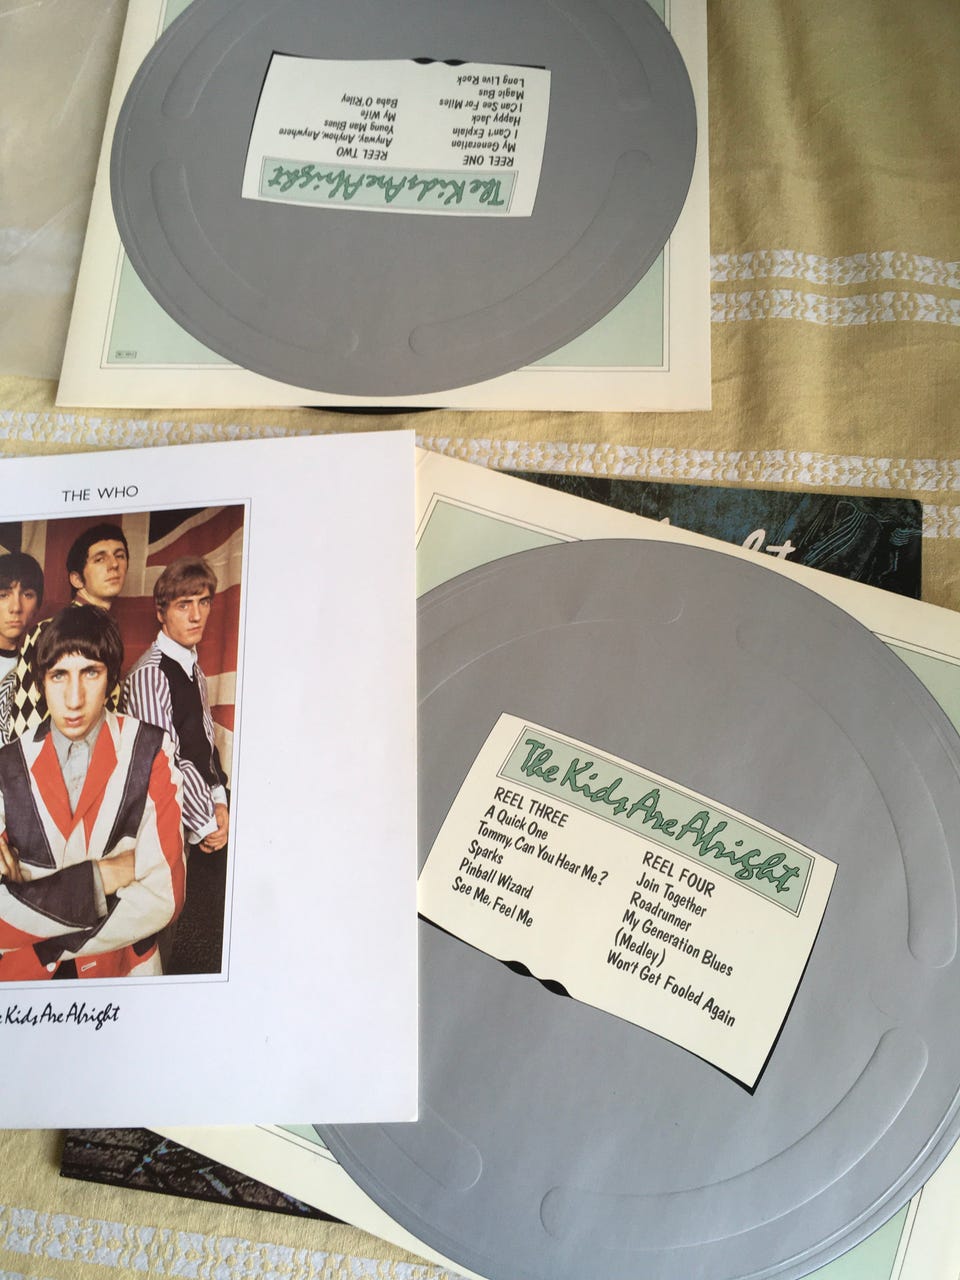 The Kids Are Alright
REEL ONE
My Generation
I Can't Explain
Happy Jack
I Can See For Miles
Magic Bus
Long Live Rock
REEL TWO
Anyway, Anyhow, Anywhere
Young Man Blues
My Wife
Baba O'Riley
THE WHO
Kids Are Alright
The Kids Are Alright
REEL THREE
A Quick One
Tommy, Can You Hear Me?
Sparks
Pinball Wizard
See Me, Feel Me
REEL FOUR
Join Together
Roadrunner
My Generation Blues
(Medley)
Won't Get Fooled Again